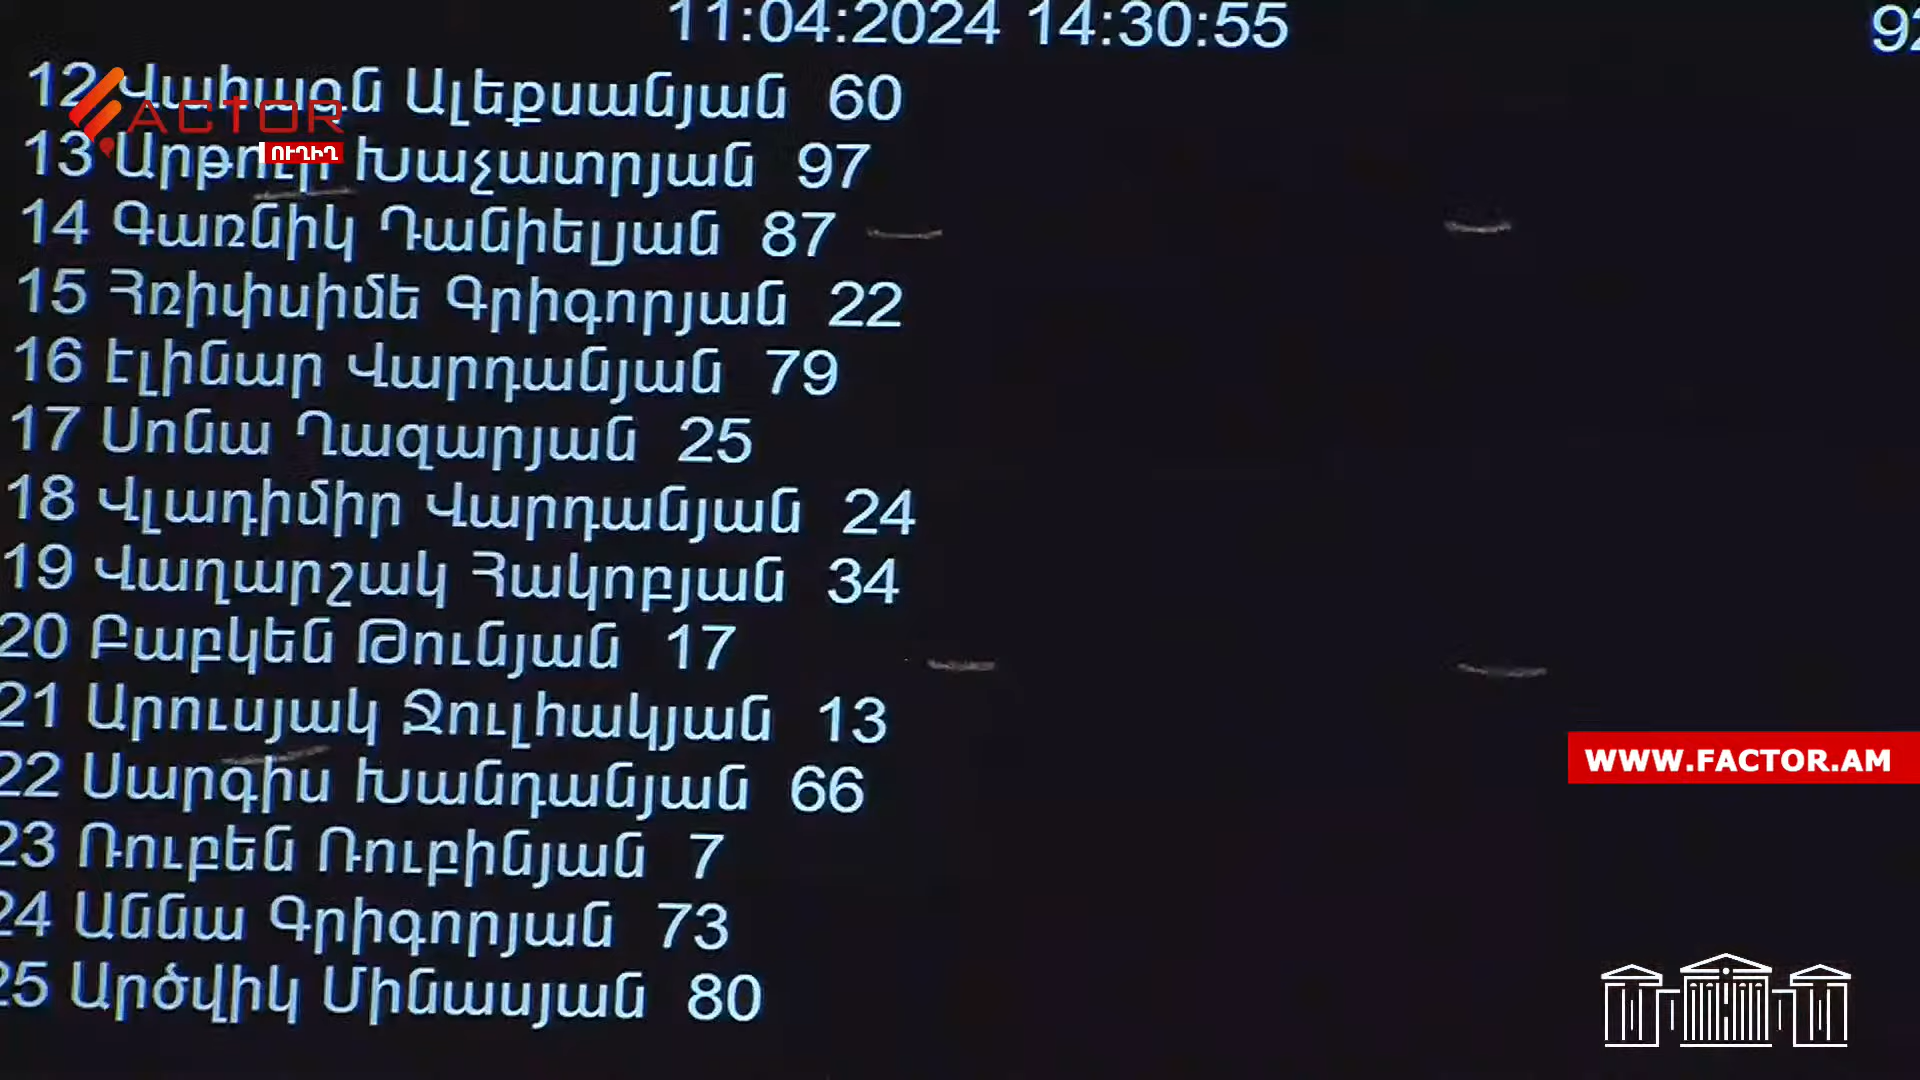 11:04:2024 14:30:55
12 Վահագն Ալեքսանյան 60
FACTOR
ՈՒՂԻՂ
13 Արթուր Խաչատրյան 97
14 Գառնիկ Դանիելյան 87
15 Հռիփսիմե Գրիգորյան 22
16 Էլինար Վարդանյան 79
17 Սոնա Ղազարյան 25
18 Վլադիմիր Վարդանյան 24
19 Վաղարշակ Հակոբյան 34
20 Բաբկեն Թունյան 17
21 Արուսյակ Ջուլհակյան 13
22 Սարգիս Խանդանյան 66
23 Ռուբեն Ռուբինյան 7
24 Աննա Գրիգորյան 73
25 Արծվիկ Մինասյան 80
WWW.FACTOR.AM